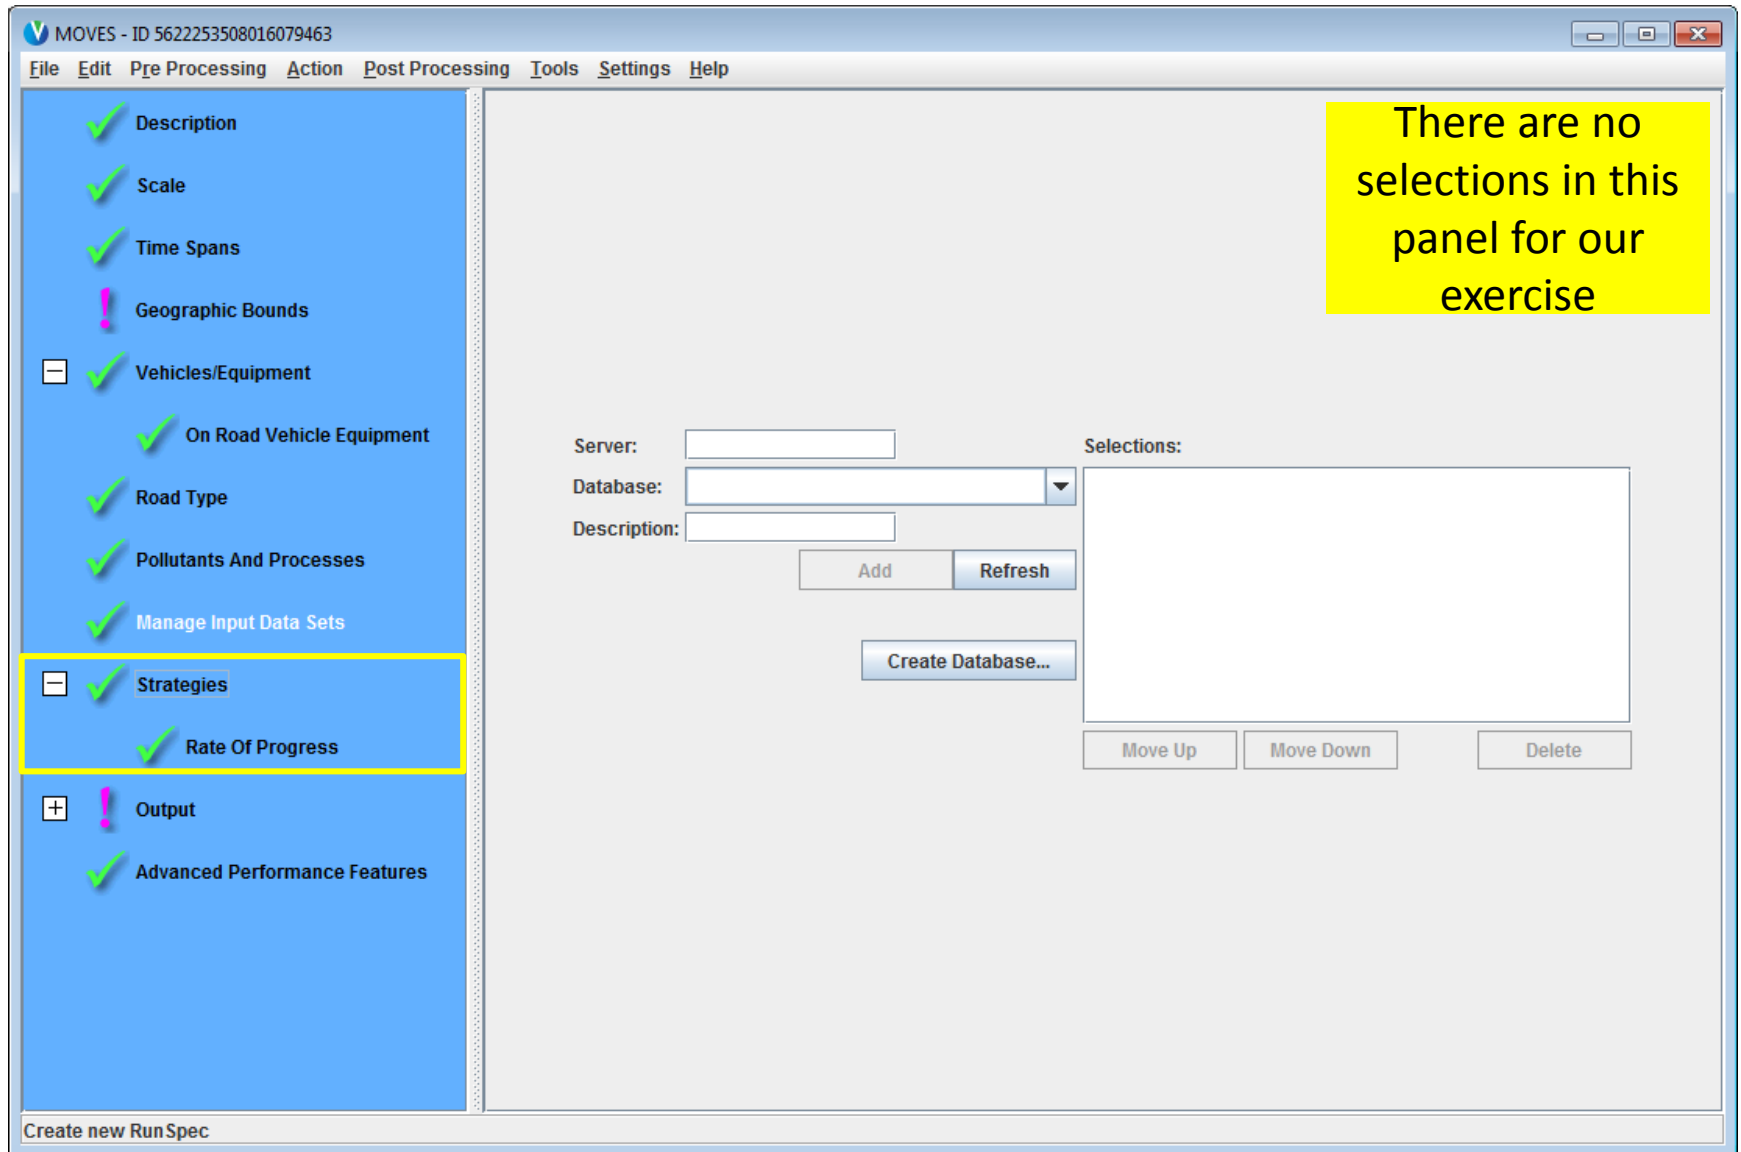 MOVES - ID 5622253508016079463
File Edit Pre Processing Action Post Processing Tools Settings Help
Description
Scale
Time Spans
Geographic Bounds
Vehicles/Equipment
On Road Vehicle Equipment
Road Type
Pollutants And Processes
Manage Input Data Sets
Strategies
Rate Of Progress
Output
Advanced Performance Features
There are no
selections in this
panel for our
exercise
Server:
Database:
Description:
Add Refresh
Create Database...
Selections:
Move Up Move Down Delete
Create new RunSpec